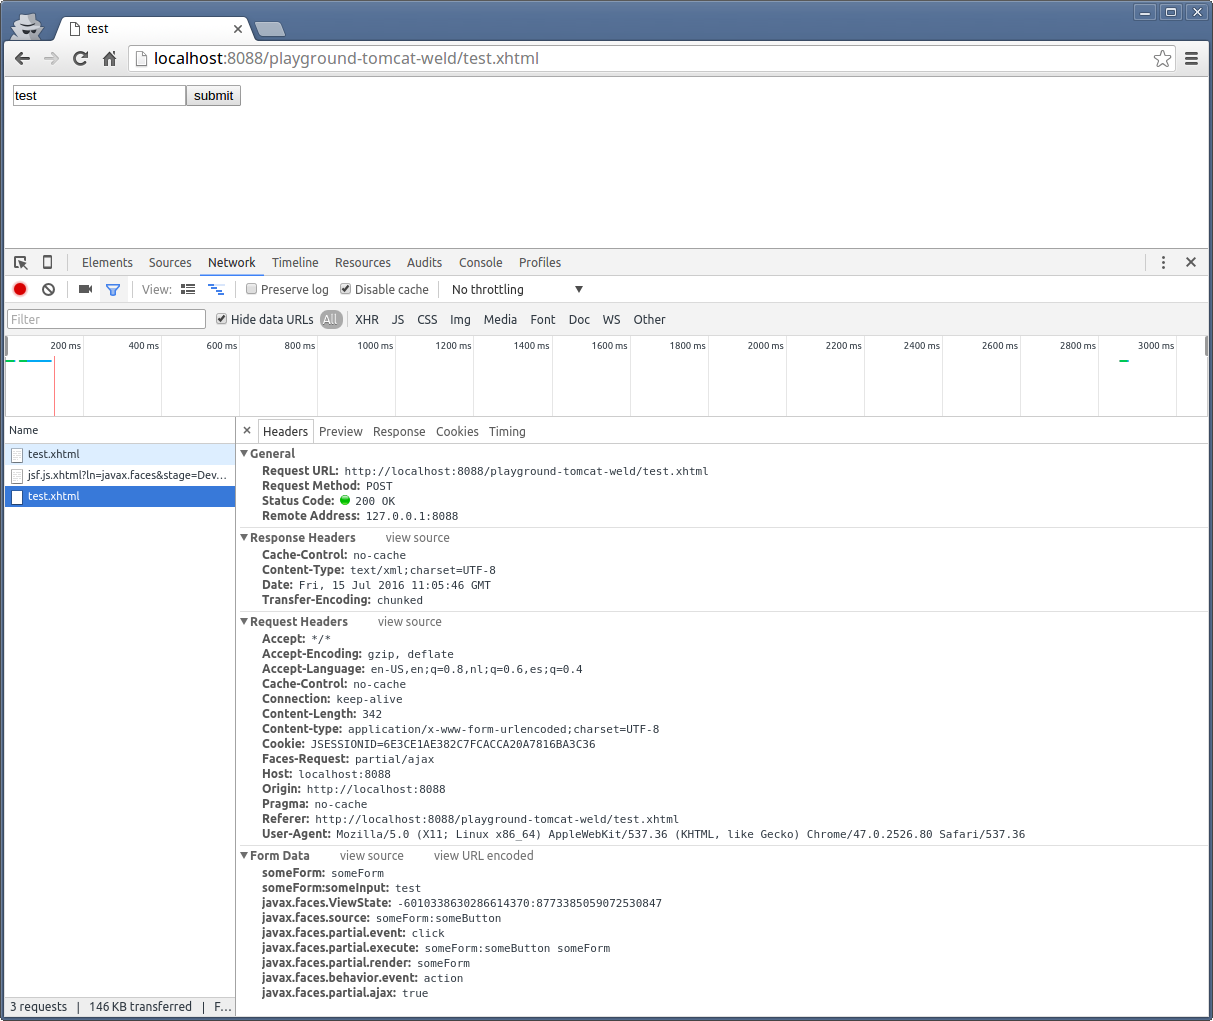 test
localhost:8088/playground-tomcat-weld/test.xhtml
test submit
Elements Sources Network Timeline Resources Audits Console Profiles
View: Preserve log Disable cache No throttling
Filter Hide data URLs All XHR JS CSS Img Media Font Doc WS Other
200 ms 400 ms 600 ms 800 ms 1000 ms 1200 ms 1400 ms 1600 ms 1800 ms 2000 ms 2200 ms 2400 ms 2600 ms 2800 ms 3000 ms
Name
test.xhtml
jsf.js.xhtml?ln=javax.faces&stage=Dev...
test.xhtml
3 requests | 146 KB transferred | F...
Headers Preview Response Cookies Timing
General
Request URL: http://localhost:8088/playground-tomcat-weld/test.xhtml
Request Method: POST
Status Code: 200 OK
Remote Address: 127.0.0.1:8088
Response Headers view source
Cache-Control: no-cache
Content-Type: text/xml;charset=UTF-8
Date: Fri, 15 Jul 2016 11:05:46 GMT
Transfer-Encoding: chunked
Request Headers view source
Accept: */*
Accept-Encoding: gzip, deflate
Accept-Language: en-US,en;q=0.8,nl;q=0.6,es;q=0.4
Cache-Control: no-cache
Connection: keep-alive
Content-Length: 342
Content-type: application/x-www-form-urlencoded;charset=UTF-8
Cookie: JSESSIONID=6E3CE1AE382C7FCACCA20A7816BA3C36
Faces-Request: partial/ajax
Host: localhost:8088
Origin: http://localhost:8088
Pragma: no-cache
Referer: http://localhost:8088/playground-tomcat-weld/test.xhtml
User-Agent: Mozilla/5.0 (X11; Linux x86_64) AppleWebKit/537.36 (KHTML, like Gecko) Chrome/47.0.2526.80 Safari/537.36
Form Data view source view URL encoded
someForm: someForm
someForm:someInput: test
javax.faces.ViewState: -6010338630286614370:8773385059072530847
javax.faces.source: someForm:someButton
javax.faces.partial.event: click
javax.faces.partial.execute: someForm:someButton someForm
javax.faces.partial.render: someForm
javax.faces.behavior.event: action
javax.faces.partial.ajax: true